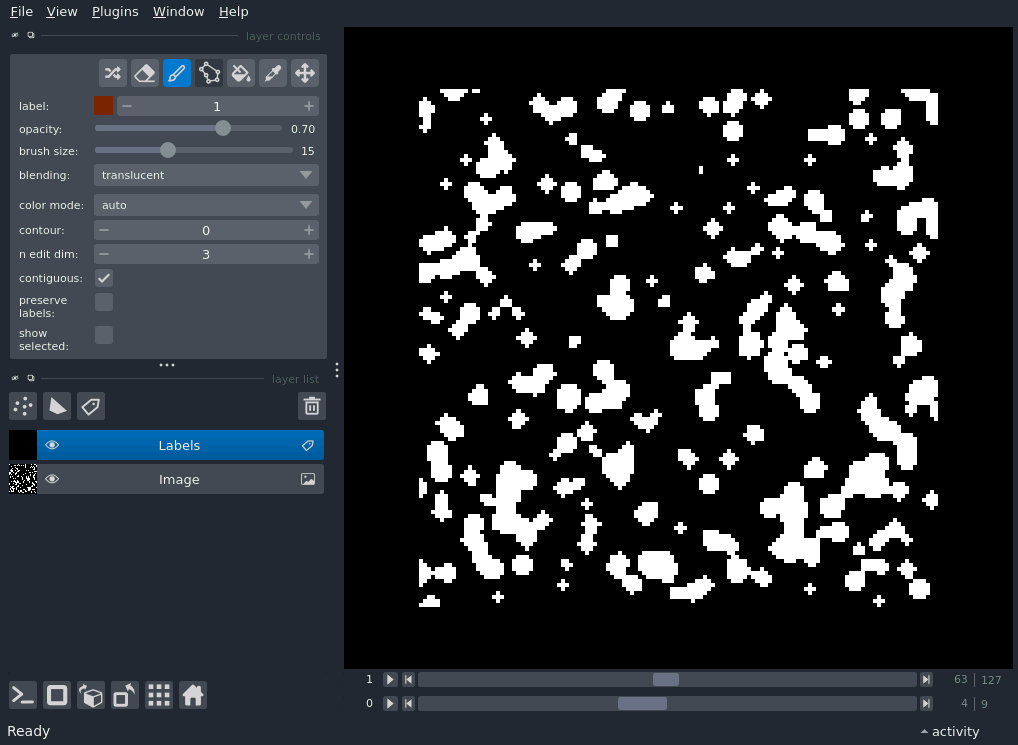 File View Plugins Window Help
layer controls
label: 1
opacity: 0.70
brush size: 15
blending: translucent
color mode: auto
contour: 0
n edit dim: 3
contiguous:
preserve
labels:
show
selected:
layer list
Labels
Image
1 63 127
0 4 9
Ready activity